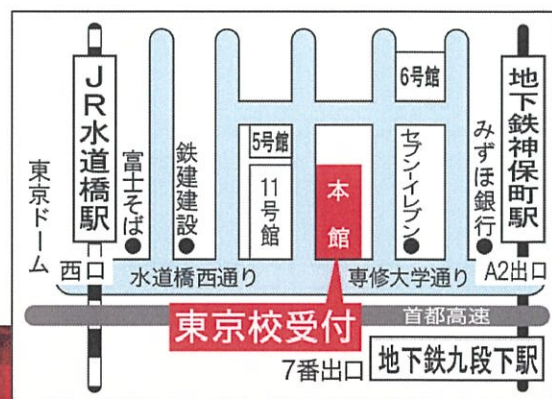 JR水道橋駅
東京ドーム
西口
富士そば
鉄建建設
5号館
11号館
本館
6号館
セブン-イレブン
みずほ銀行
地下鉄神保町駅
A2出口
水道橋西通り
専修大学通り
東京校受付
首都高速
7番出口
地下鉄九段下駅